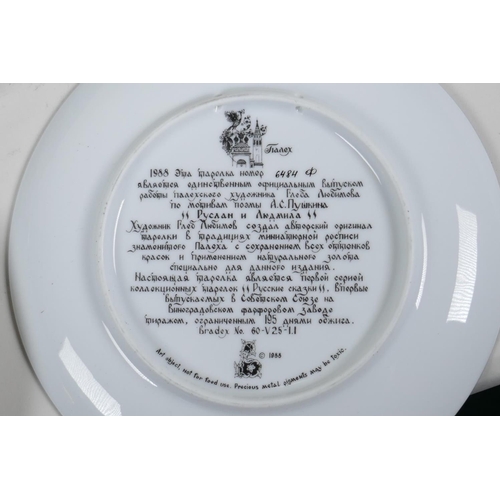 Палех
1988 Эта тарелка номер 6484 Ф
является единственным официальным выпуском
работы палехского художника Глеба Любимова
по мотивам поэмы А.С.Пушкина
"Руслан и Людмила"
Художник Глеб Любимов создал авторский оригинал
тарелки в традициях миниатюрной росписи
знаменитого Палеха с сохранением всех оттенков
красок и применением натурального золота
специально для данного издания.
Настоящая тарелка является первой серией
коллекционных тарелок "Русские сказки", впервые
выпускаемых в Советском Союзе на
Виноградовском фарфоровом заводе
тиражом, ограниченным 195 днями обжига.
Bradex No. 60-V25-1.1
© 1988
Art object, not for food use. Precious metal pigments may be toxic.